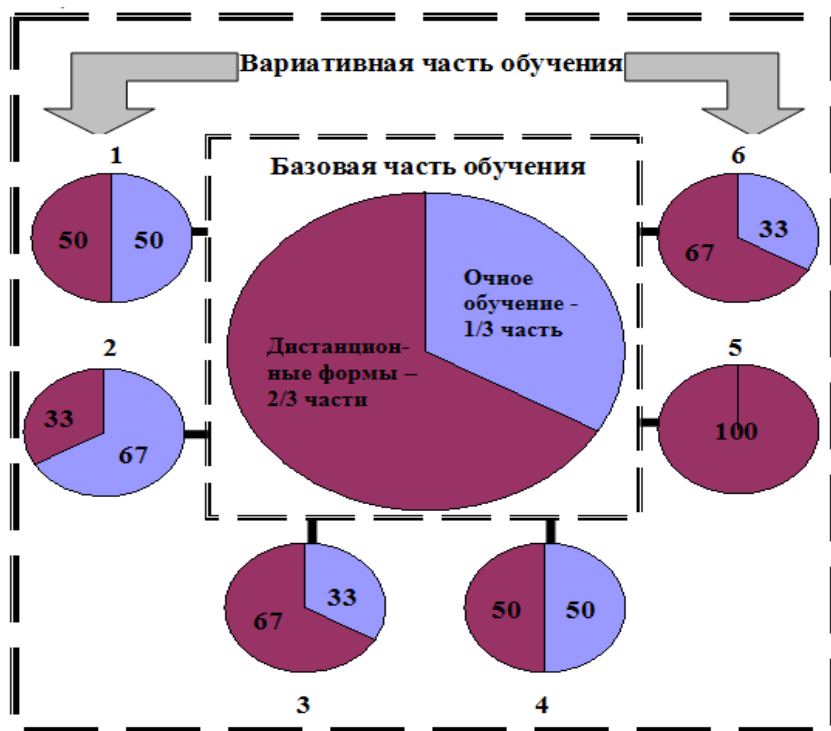 Вариативная часть обучения
1
6
Базовая часть обучения
50
50
33
67
Очное
обучение -
1/3 часть
Дистанцион-
ные формы –
2/3 части
2
5
33
67
100
33
67
50
50
3
4